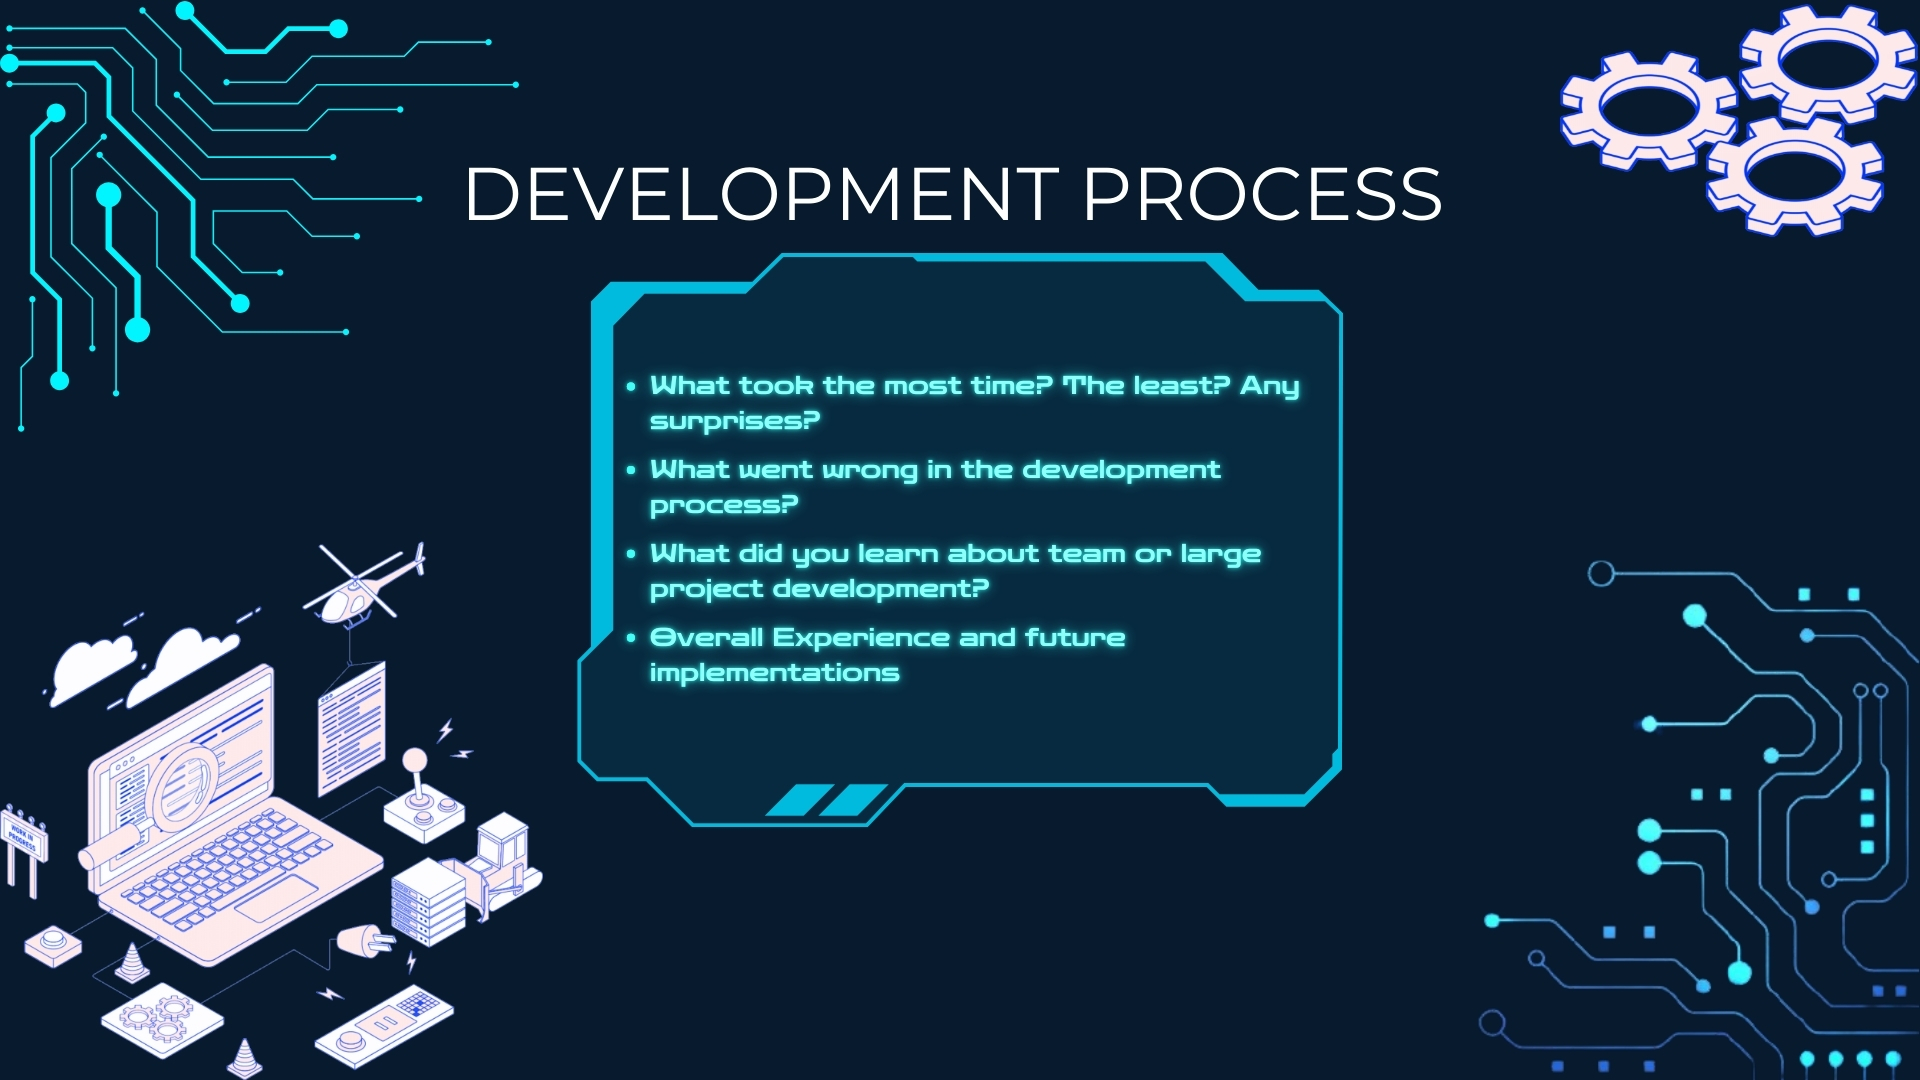 DEVELOPMENT PROCESS
• What took the most time? The least? Any
surprises?
• What went wrong in the development
process?
• What did you learn about team or large
project development?
• Overall Experience and future
implementations
WORK IN
PROGRESS